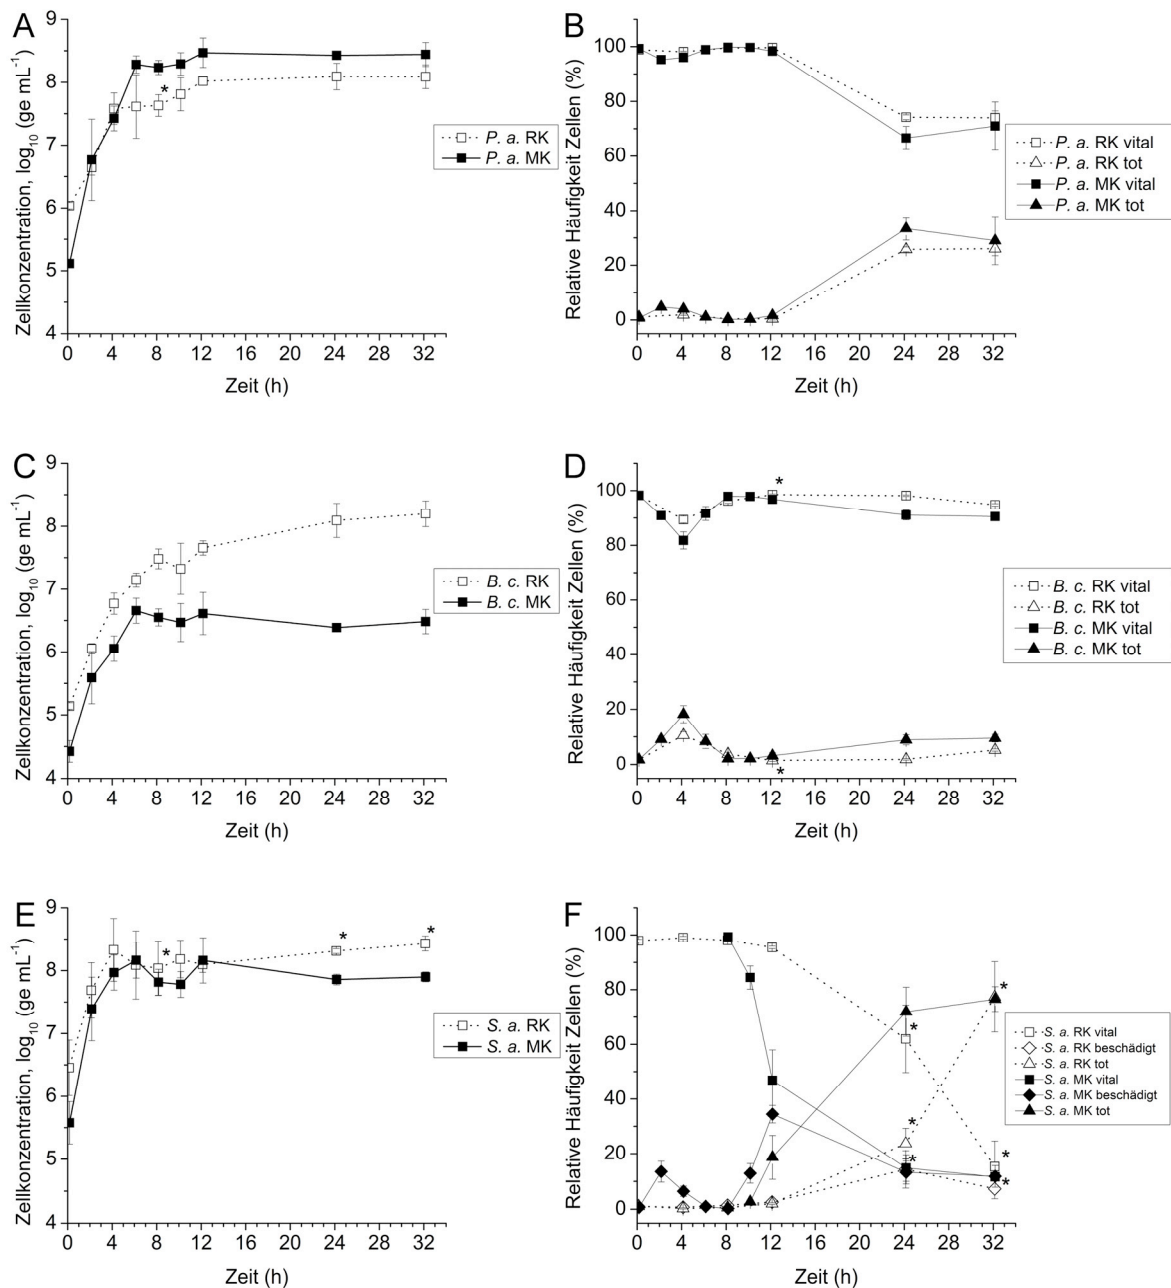 A
9
8
7
6
5
4
Zellkonzentration, log10 (ge mL-1)
*
0 4 8 12 16 20 24 28 32
Zeit (h)
P. a. RK
P. a. MK
B
100
80
60
40
20
0
Relative Häufigkeit Zellen (%)
0 4 8 12 16 20 24 28 32
Zeit (h)
P. a. RK vital
P. a. RK tot
P. a. MK vital
P. a. MK tot
C
9
8
7
6
5
4
Zellkonzentration, log10 (ge mL-1)
0 4 8 12 16 20 24 28 32
Zeit (h)
B. c. RK
B. c. MK
D
100
80
60
40
20
0
Relative Häufigkeit Zellen (%)
*
*
0 4 8 12 16 20 24 28 32
Zeit (h)
B. c. RK vital
B. c. RK tot
B. c. MK vital
B. c. MK tot
E
9
8
7
6
5
4
Zellkonzentration, log10 (ge mL-1)
* * *
0 4 8 12 16 20 24 28 32
Zeit (h)
S. a. RK
S. a. MK
F
100
80
60
40
20
0
Relative Häufigkeit Zellen (%)
*
*
*
*
*
*
0 4 8 12 16 20 24 28 32
Zeit (h)
S. a. RK vital
S. a. RK beschädigt
S. a. RK tot
S. a. MK vital
S. a. MK beschädigt
S. a. MK tot